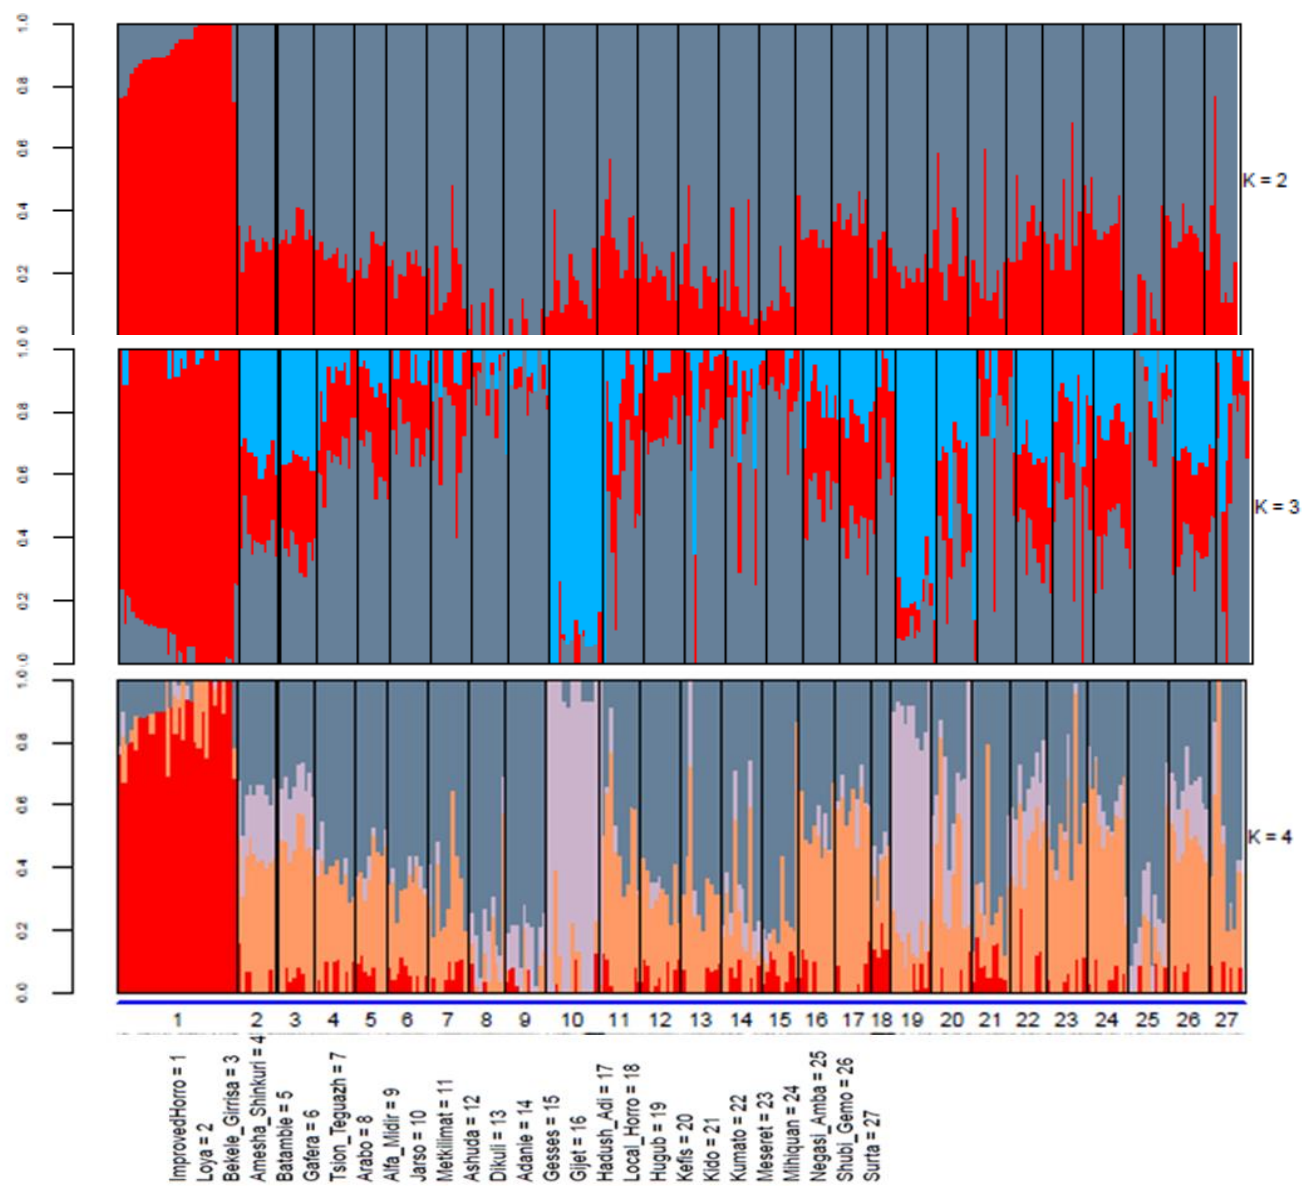 1.0
0.8
0.6
0.4
0.2
0.0
K = 2
1.0
0.8
0.6
0.4
0.2
0.0
K = 3
1.0
0.8
0.6
0.4
0.2
0.0
K = 4
1 2 3 4 5 6 7 8 9 10 11 12 13 14 15 16 17 18 19 20 21 22 23 24 25 26 27
ImprovedHorro = 1
Loya = 2
Bekele_Girrisa = 3
Amesha_Shinkuri = 4
Batambie = 5
Gafera = 6
Tsion_Teguazh = 7
Arabo = 8
Alfa_Midir = 9
Jarso = 10
Metkilimat = 11
Ashuda = 12
Dikuli = 13
Adanie = 14
Gesses = 15
Gijet = 16
Hadush_Adi = 17
Local_Horro = 18
Hugub = 19
Kefis = 20
Kido = 21
Kumato = 22
Meseret = 23
Mihiquan = 24
Negasi_Amba = 25
Shubi_Gemo = 26
Surta = 27